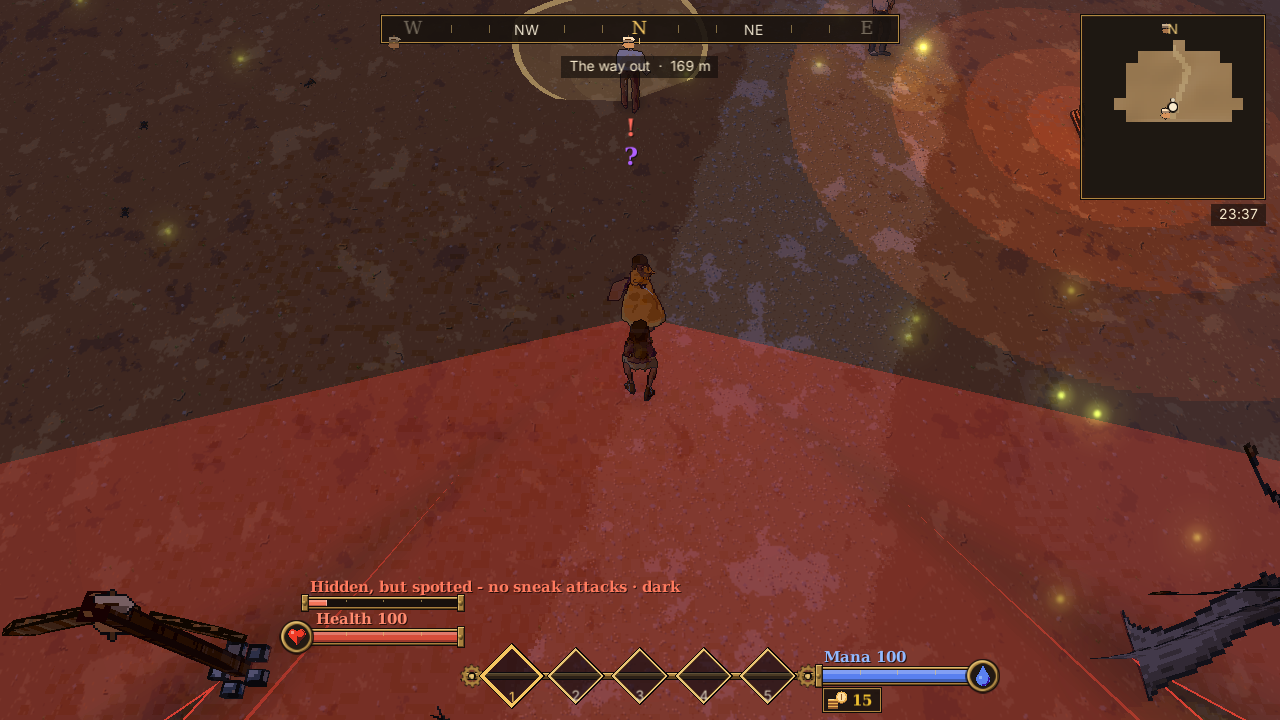 W NW N NE E
The way out · 169 m
N
23:37
!
?
Hidden, but spotted - no sneak attacks · dark
Health 100
Mana 100
1 2 3 4 5
15